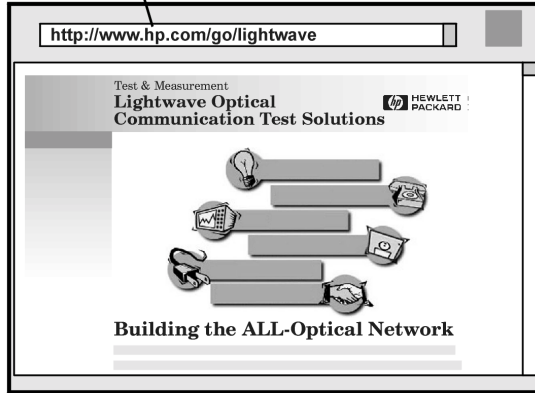 http://www.hp.com/go/lightwave
Test & Measurement
Lightwave Optical
Communication Test Solutions
hp HEWLETT
PACKARD
Building the ALL-Optical Network